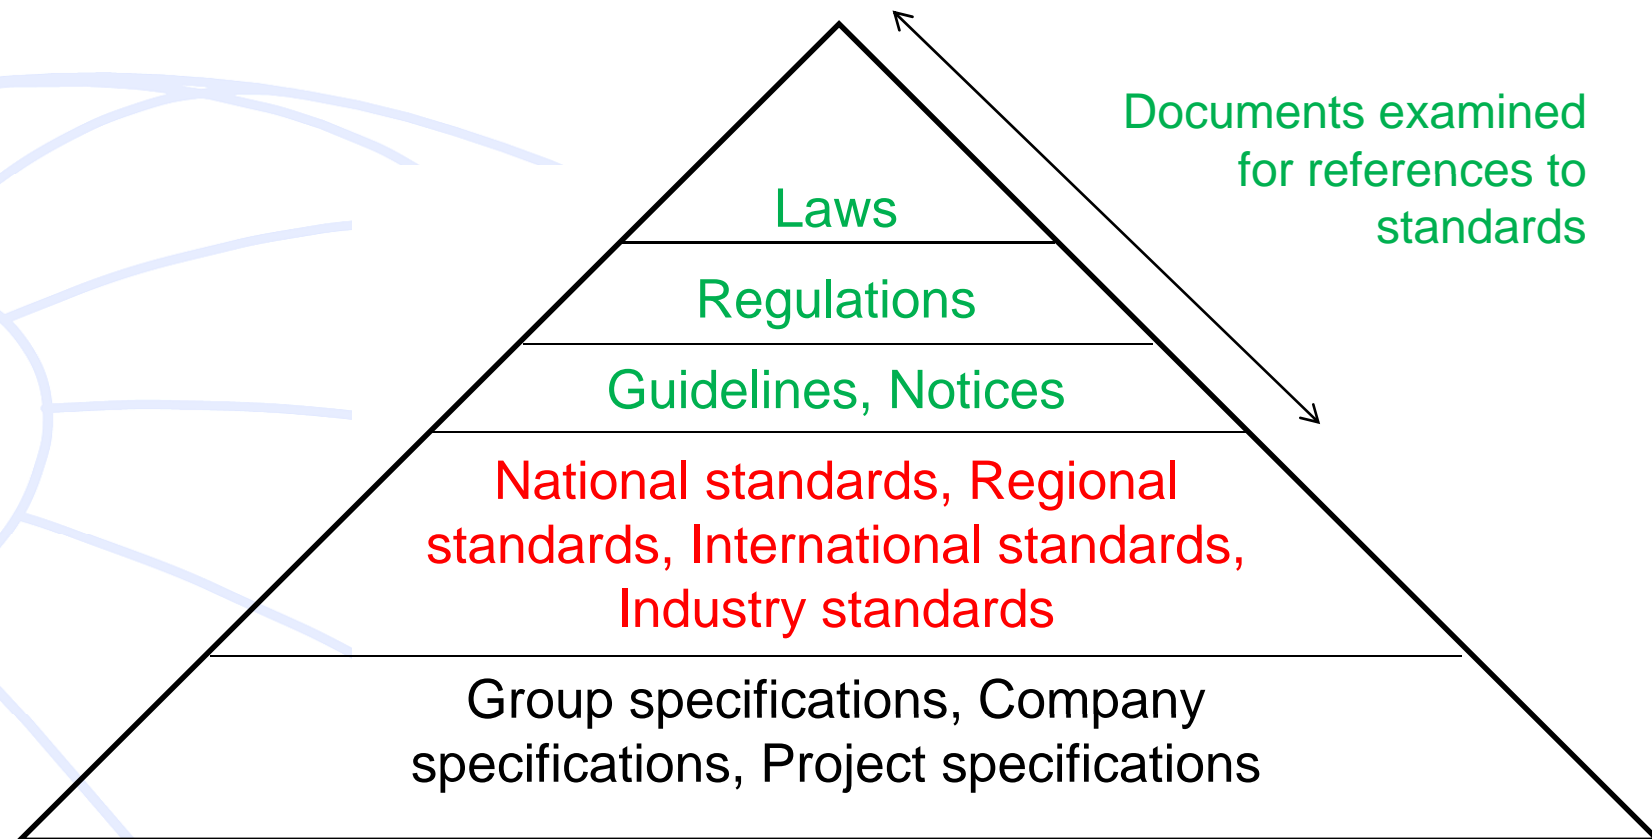 Documents examined
for references to
standards
Laws
Regulations
Guidelines, Notices
National standards, Regional
standards, International standards,
Industry standards
Group specifications, Company
specifications, Project specifications